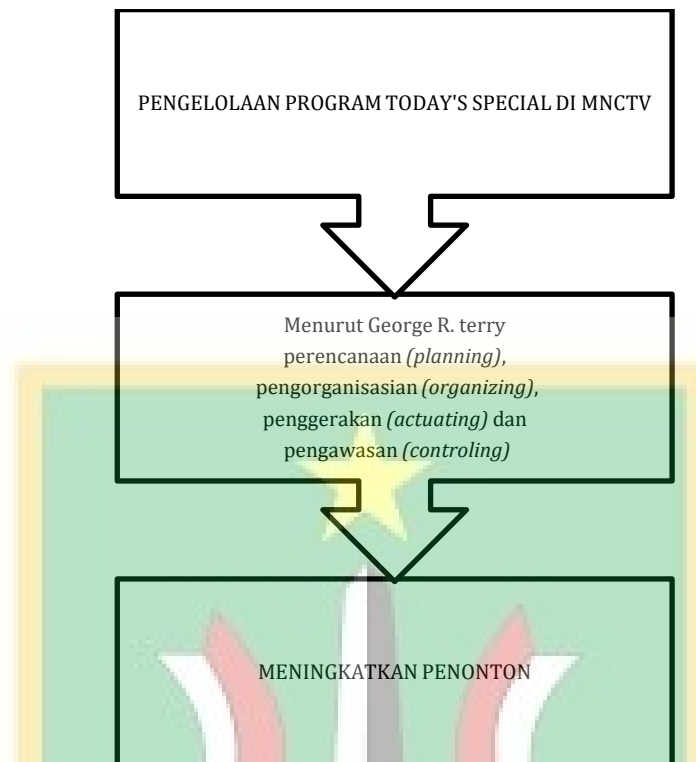 PENGELOLAAN PROGRAM TODAY'S SPECIAL DI MNCTV
Menurut George R. terry
perencanaan (planning),
pengorganisasian (organizing),
penggerakan (actuating) dan
pengawasan (controling)
MENINGKATKAN PENONTON